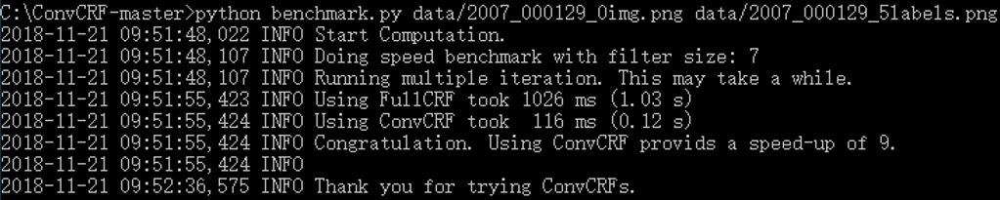 C:\ConvCRF-master>python benchmark.py data/2007_000129_0img.png data/2007_000129_5labels.png
2018-11-21 09:51:48,022 INFO Start Computation.
2018-11-21 09:51:48,107 INFO Doing speed benchmark with filter size: 7
2018-11-21 09:51:48,107 INFO Running multiple iteration. This may take a while.
2018-11-21 09:51:55,423 INFO Using FullCRF took 1026 ms (1.03 s)
2018-11-21 09:51:55,424 INFO Using ConvCRF took  116 ms (0.12 s)
2018-11-21 09:51:55,424 INFO Congratulation. Using ConvCRF provids a speed-up of 9.
2018-11-21 09:51:55,424 INFO
2018-11-21 09:52:36,575 INFO Thank you for trying ConvCRFs.